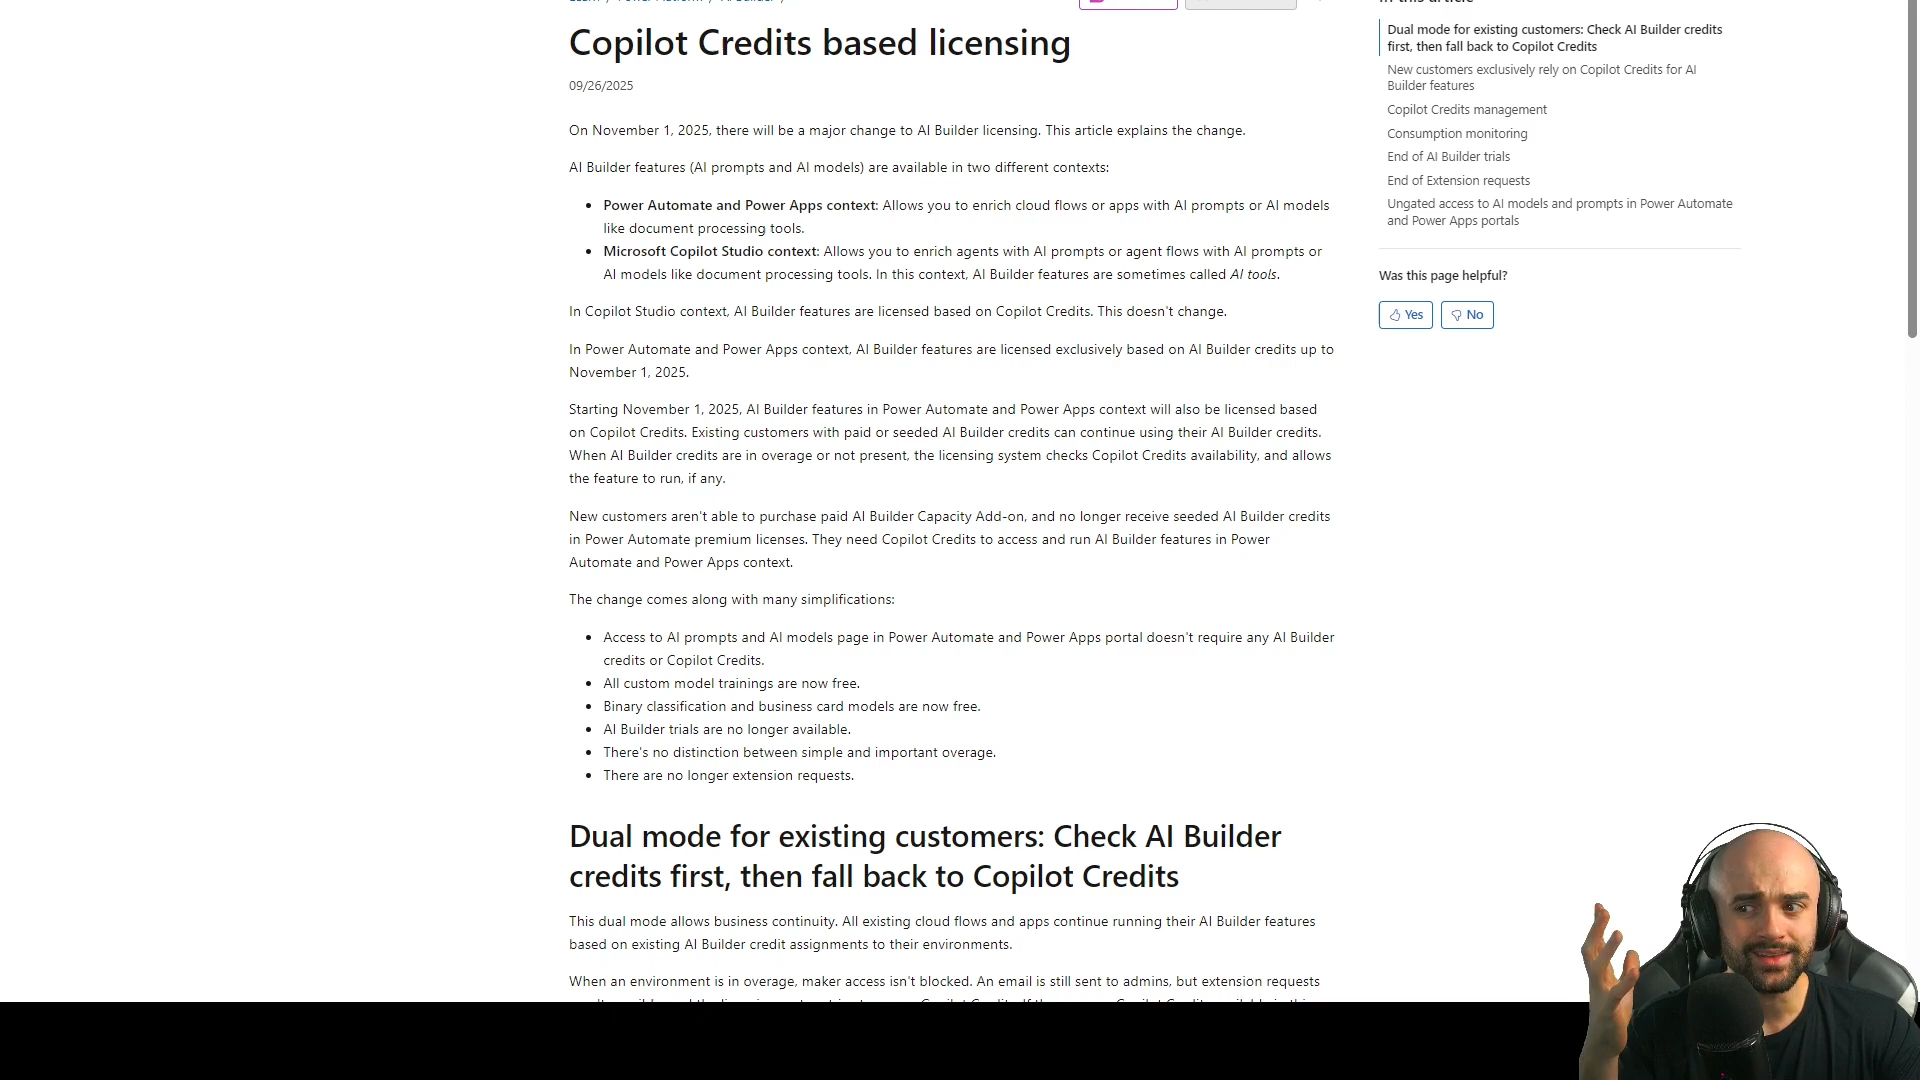 Copilot Credits based licensing
09/26/2025
On November 1, 2025, there will be a major change to AI Builder licensing. This article explains the change.
AI Builder features (AI prompts and AI models) are available in two different contexts:
• Power Automate and Power Apps context: Allows you to enrich cloud flows or apps with AI prompts or AI models
like document processing tools.
• Microsoft Copilot Studio context: Allows you to enrich agents with AI prompts or agent flows with AI prompts or
AI models like document processing tools. In this context, AI Builder features are sometimes called AI tools.
In Copilot Studio context, AI Builder features are licensed based on Copilot Credits. This doesn't change.
In Power Automate and Power Apps context, AI Builder features are licensed exclusively based on AI Builder credits up to
November 1, 2025.
Starting November 1, 2025, AI Builder features in Power Automate and Power Apps context will also be licensed based
on Copilot Credits. Existing customers with paid or seeded AI Builder credits can continue using their AI Builder credits.
When AI Builder credits are in overage or not present, the licensing system checks Copilot Credits availability, and allows
the feature to run, if any.
New customers aren't able to purchase paid AI Builder Capacity Add-on, and no longer receive seeded AI Builder credits
in Power Automate premium licenses. They need Copilot Credits to access and run AI Builder features in Power
Automate and Power Apps context.
The change comes along with many simplifications:
• Access to AI prompts and AI models page in Power Automate and Power Apps portal doesn't require any AI Builder
credits or Copilot Credits.
• All custom model trainings are now free.
• Binary classification and business card models are now free.
• AI Builder trials are no longer available.
• There's no distinction between simple and important overage.
• There are no longer extension requests.
Dual mode for existing customers: Check AI Builder
credits first, then fall back to Copilot Credits
This dual mode allows business continuity. All existing cloud flows and apps continue running their AI Builder features
based on existing AI Builder credit assignments to their environments.
When an environment is in overage, maker access isn't blocked. An email is still sent to admins, but extension requests
In this article
Dual mode for existing customers: Check AI Builder credits
first, then fall back to Copilot Credits
New customers exclusively rely on Copilot Credits for AI
Builder features
Copilot Credits management
Consumption monitoring
End of AI Builder trials
End of Extension requests
Ungated access to AI models and prompts in Power Automate
and Power Apps portals
Was this page helpful?
Yes
No